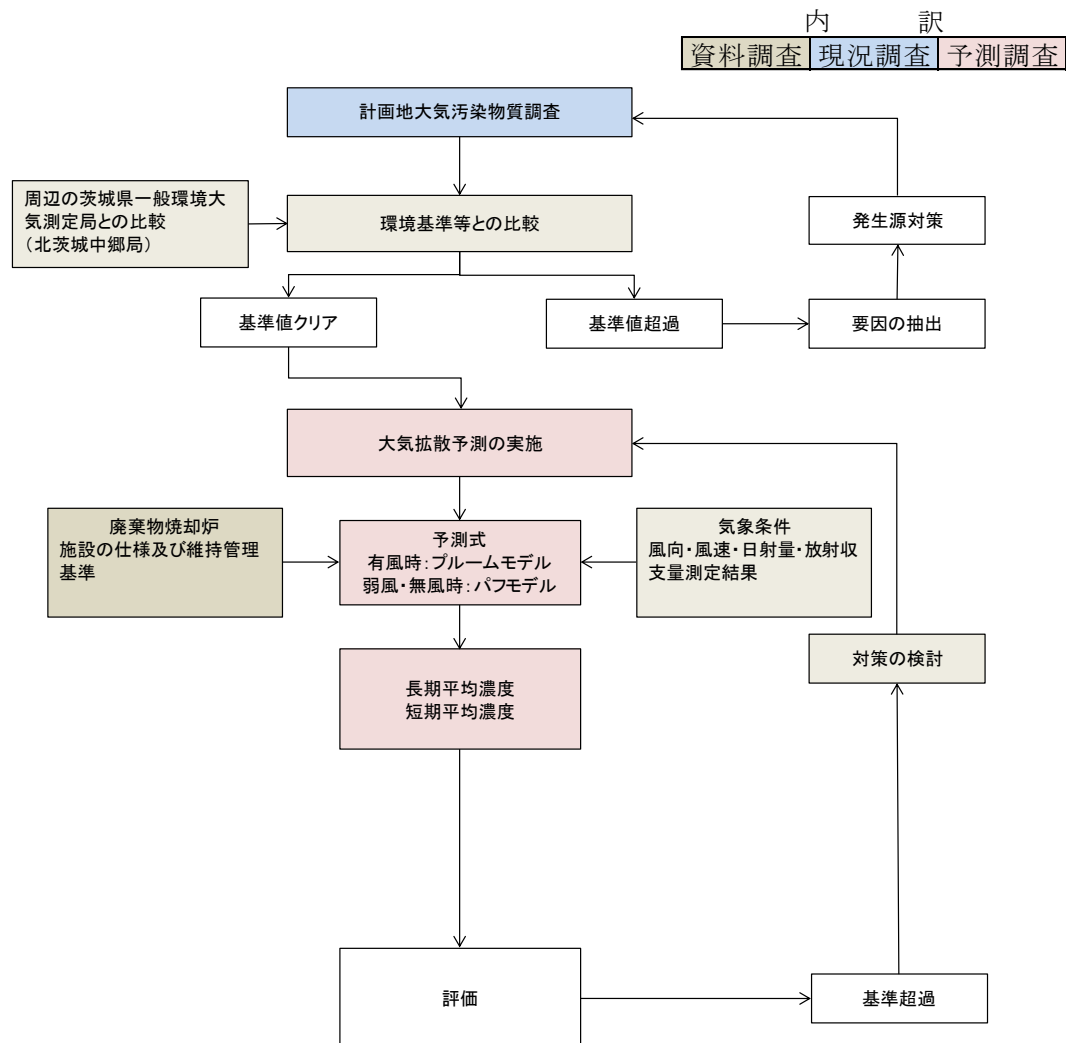 内 訳
資料調査 現況調査 予測調査
計画地大気汚染物質調査
周辺の茨城県一般環境大
気測定局との比較
（北茨城中郷局）
環境基準等との比較
発生源対策
基準値クリア
基準値超過
要因の抽出
大気拡散予測の実施
廃棄物焼却炉
施設の仕様及び維持管理
基準
予測式
有風時：プルームモデル
弱風・無風時：パフモデル
気象条件
風向・風速・日射量・放射収
支量測定結果
対策の検討
長期平均濃度
短期平均濃度
評価
基準超過